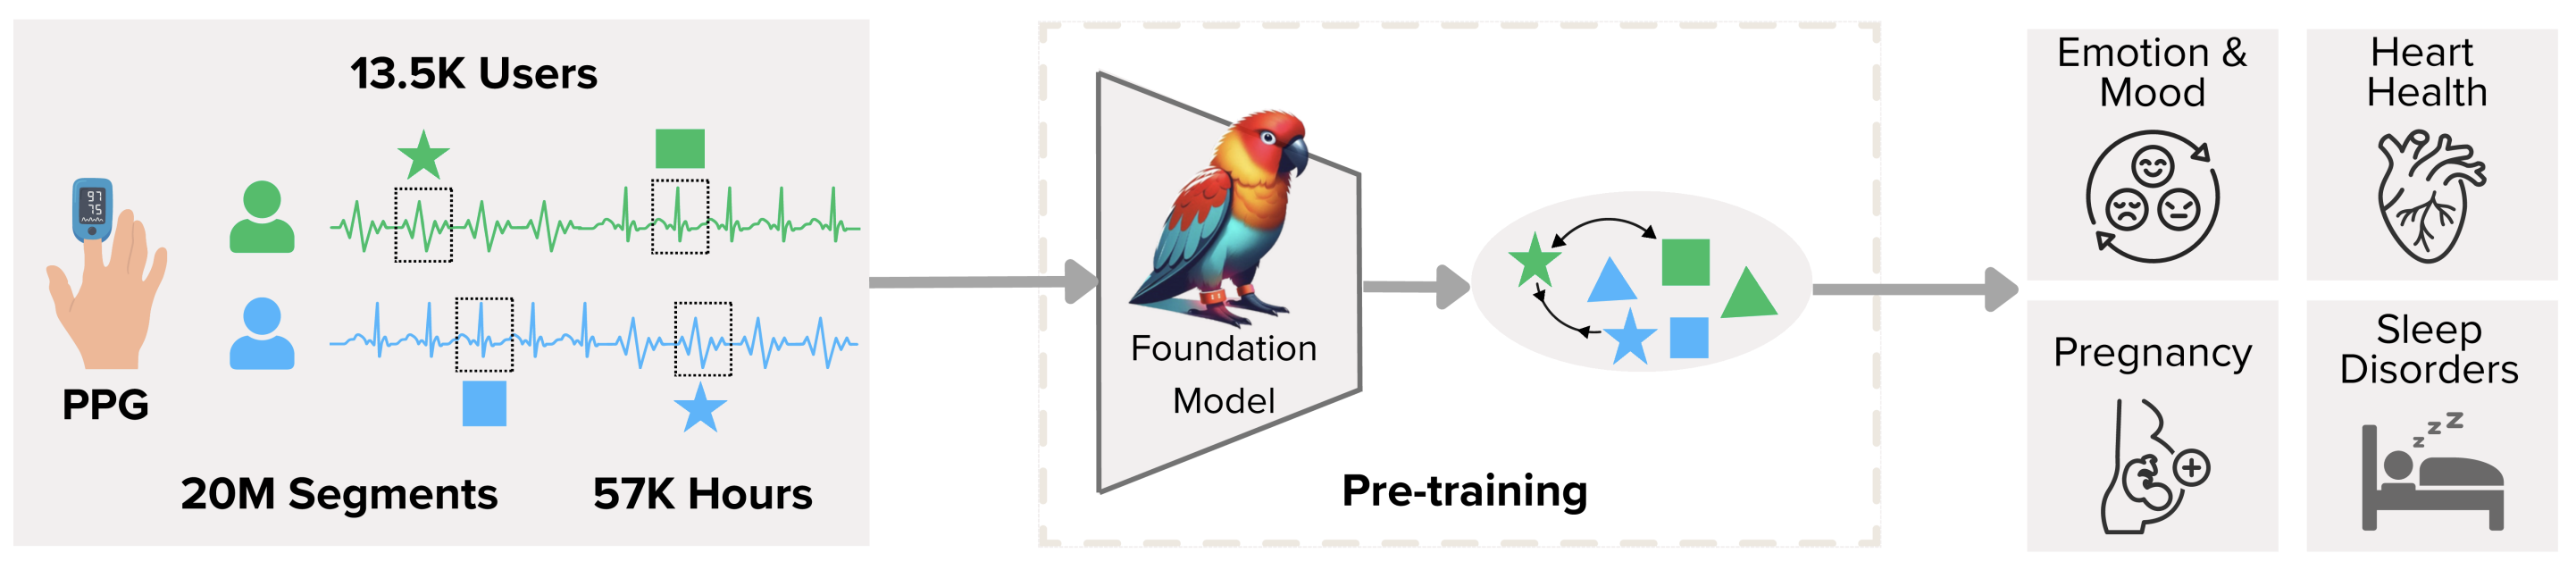 13.5K Users
97
75
PPG
20M Segments
57K Hours
Foundation
Model
Pre-training
Emotion &
Mood
Heart
Health
Pregnancy
Sleep
Disorders
z z z